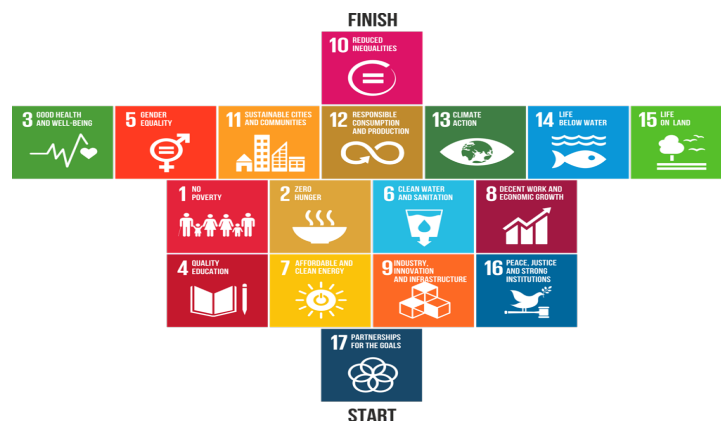 FINISH
10 REDUCED
INEQUALITIES
3 GOOD HEALTH
AND WELL-BEING
5 GENDER
EQUALITY
11 SUSTAINABLE CITIES
AND COMMUNITIES
12 RESPONSIBLE
CONSUMPTION
AND PRODUCTION
13 CLIMATE
ACTION
14 LIFE
BELOW WATER
15 LIFE
ON LAND
1 NO
POVERTY
2 ZERO
HUNGER
6 CLEAN WATER
AND SANITATION
8 DECENT WORK AND
ECONOMIC GROWTH
4 QUALITY
EDUCATION
7 AFFORDABLE AND
CLEAN ENERGY
9 INDUSTRY,
INNOVATION
AND INFRASTRUCTURE
16 PEACE, JUSTICE
AND STRONG
INSTITUTIONS
17 PARTNERSHIPS
FOR THE GOALS
START